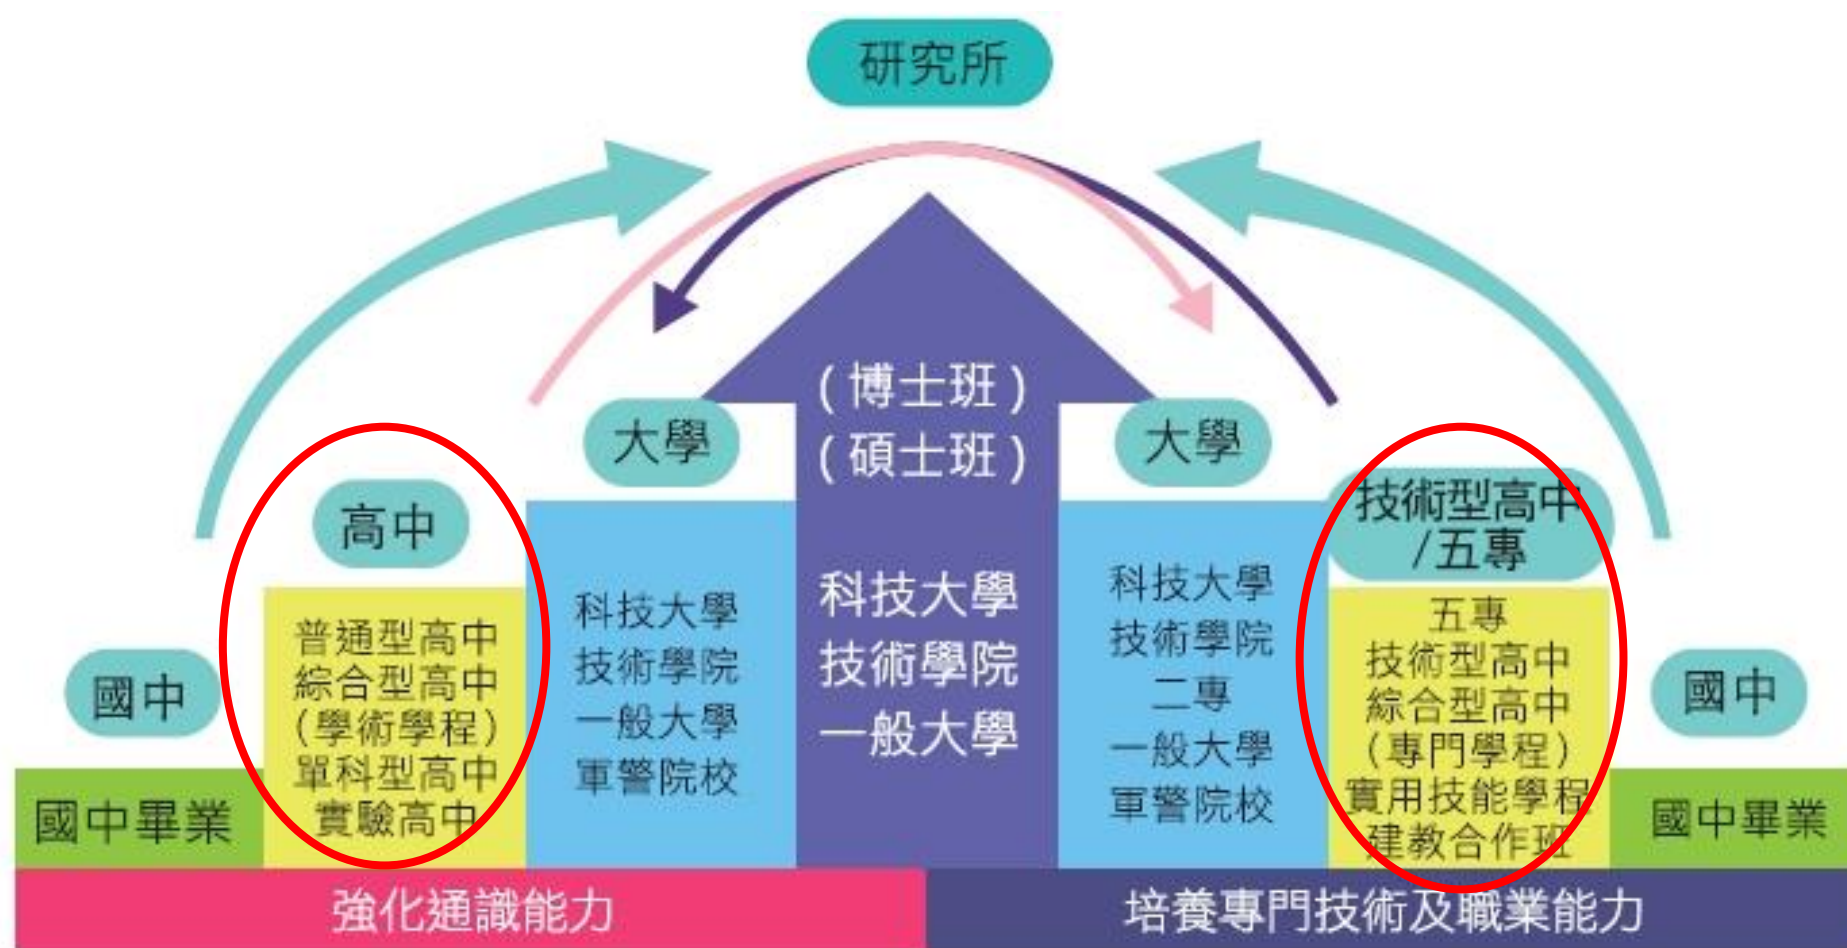 研究所
大學
高中
國中
國中畢業
普通型高中
綜合型高中
(學術學程)
單科型高中
實驗高中
科技大學
技術學院
一般大學
軍警院校
(博士班)
(碩士班)
科技大學
技術學院
一般大學
大學
科技大學
技術學院
二專
一般大學
軍警院校
技術型高中
/五專
五專
技術型高中
綜合型高中
(專門學程)
實用技能學程
建教合作班
國中
國中畢業
強化通識能力
培養專門技術及職業能力